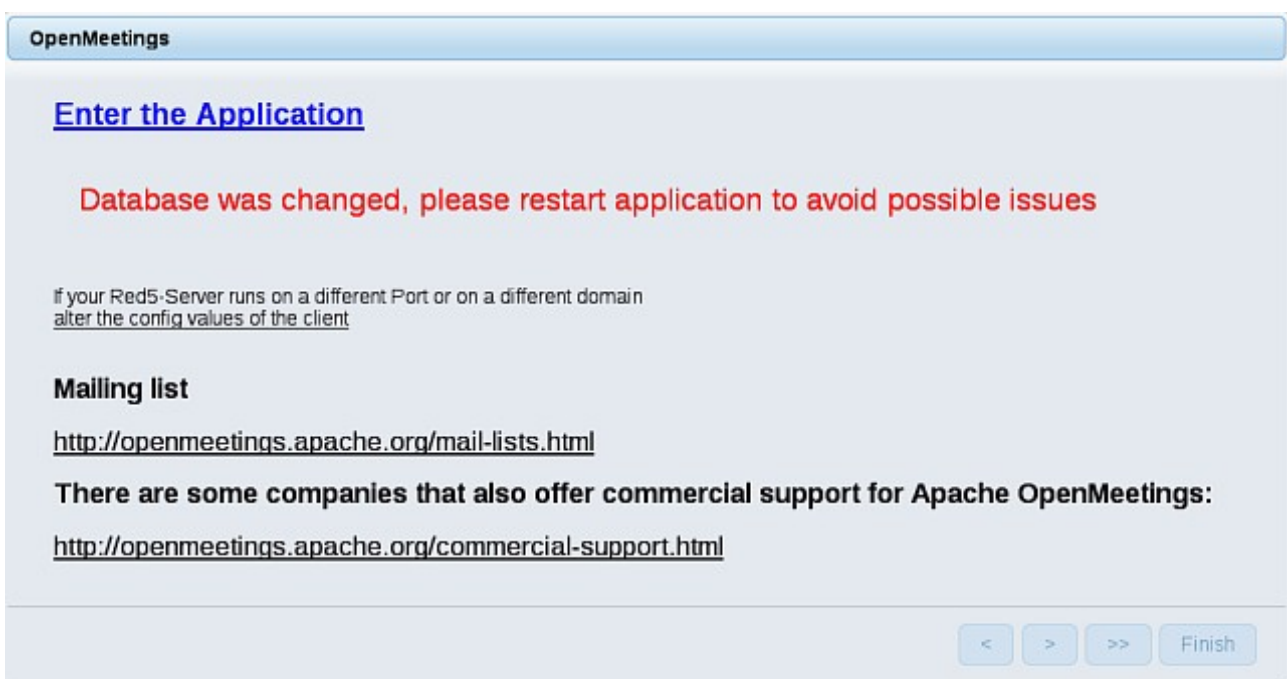 OpenMeetings
Enter the Application
Database was changed, please restart application to avoid possible issues
If your Red5-Server runs on a different Port or on a different domain
alter the config values of the client
Mailing list
http://openmeetings.apache.org/mail-lists.html
There are some companies that also offer commercial support for Apache OpenMeetings:
http://openmeetings.apache.org/commercial-support.html
< > >> Finish